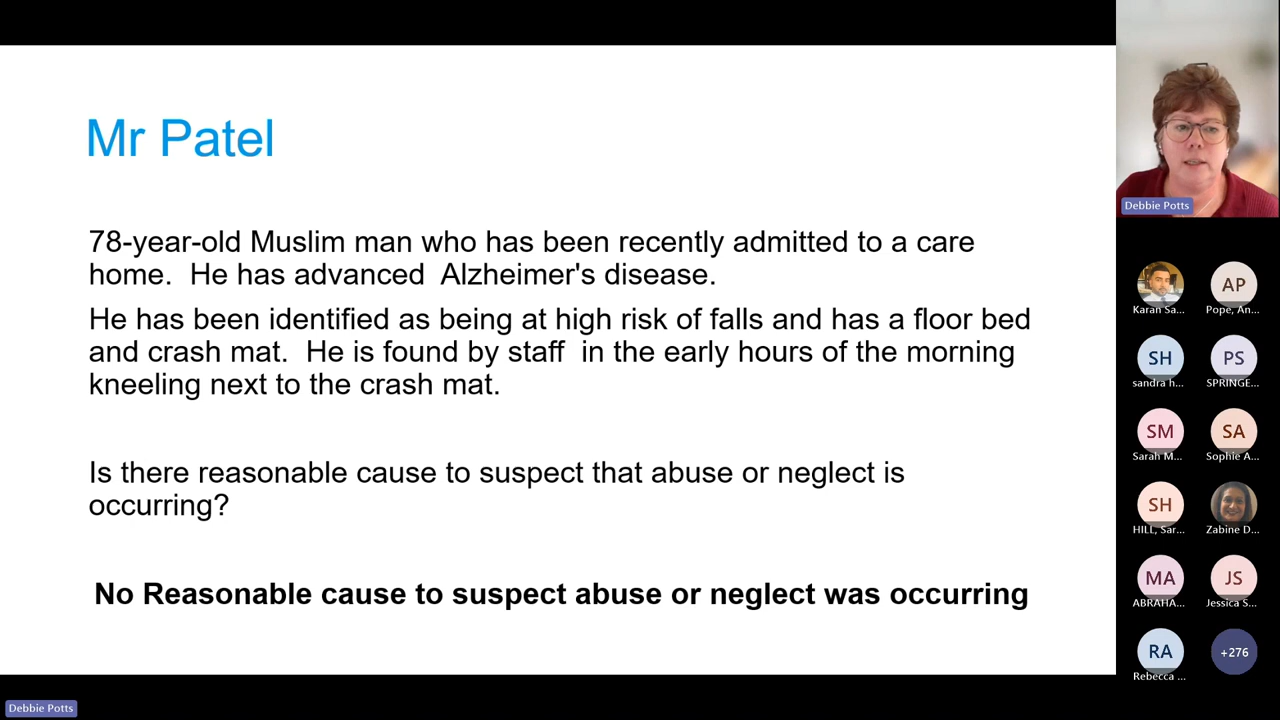 Mr Patel
78-year-old Muslim man who has been recently admitted to a care
home.  He has advanced  Alzheimer's disease.
He has been identified as being at high risk of falls and has a floor bed
and crash mat.  He is found by staff  in the early hours of the morning
kneeling next to the crash mat.
Is there reasonable cause to suspect that abuse or neglect is
occurring?
No Reasonable cause to suspect abuse or neglect was occurring
Debbie Potts
Karan Sa...
AP
Pope, An...
SH
sandra h...
PS
SPRINGE...
SM
Sarah M...
SA
Sophie A...
SH
HILL, Sar...
Zabine D...
MA
ABRAHA...
JS
Jessica S...
RA
Rebecca ...
+276
Debbie Potts